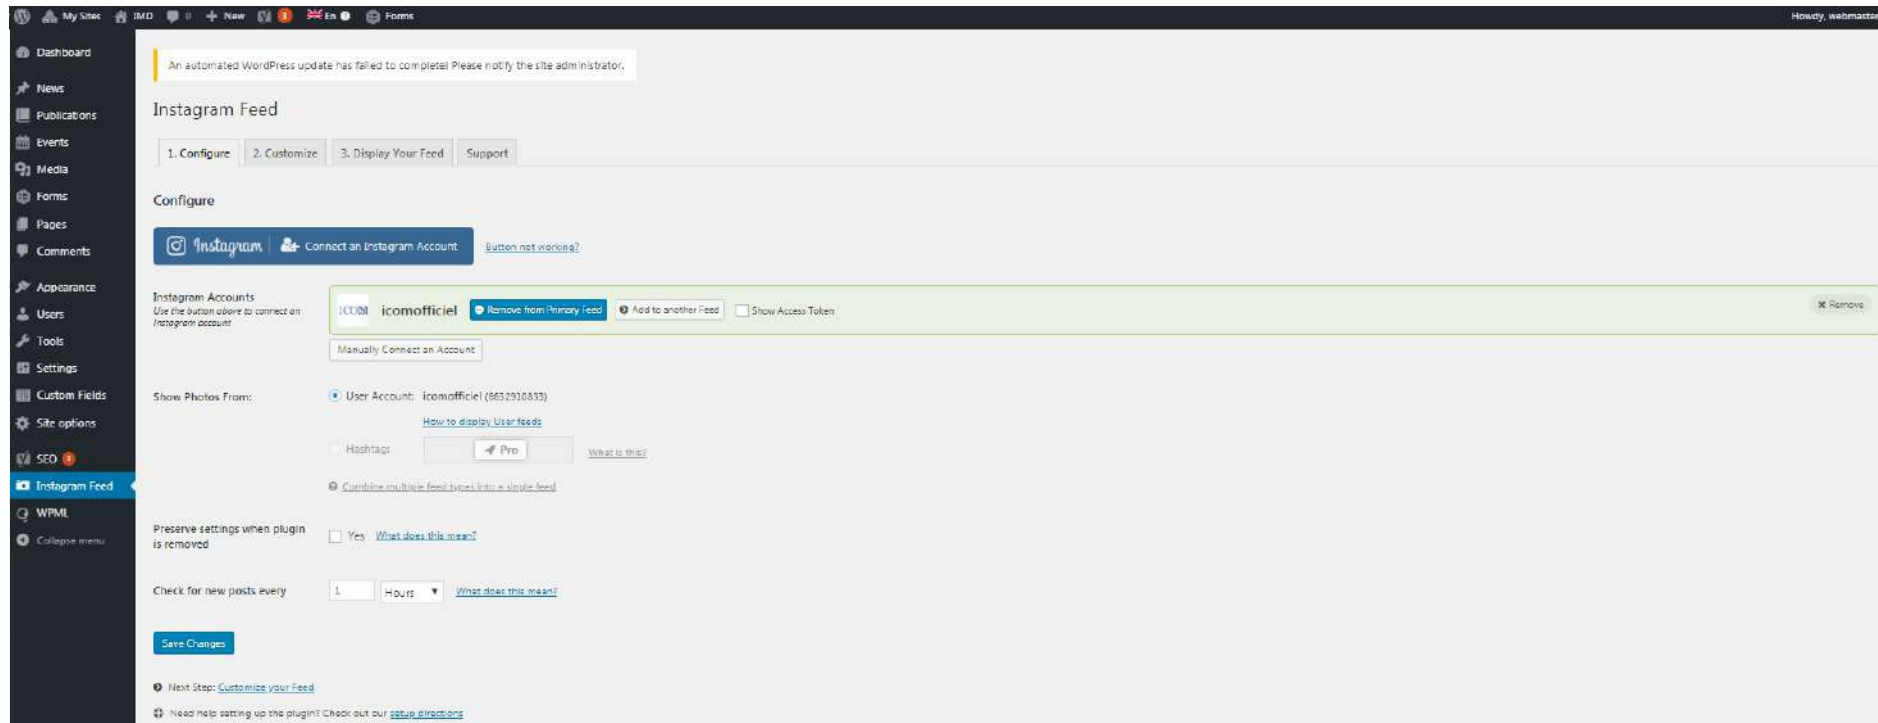 My Sites IMD 0 New 3 En Forms Howdy, webmaster
Dashboard
News
Publications
Events
Media
Forms
Pages
Comments
Appearance
Users
Tools
Settings
Custom Fields
Site options
SEO 3
Instagram Feed
WPML
Collapse menu
An automated WordPress update has failed to complete! Please notify the site administrator.
Instagram Feed
1. Configure 2. Customize 3. Display Your Feed Support
Configure
Instagram Connect an Instagram Account Button not working?
Instagram Accounts
Use the button above to connect an
Instagram account
ICOM icomofficiel Remove from Primary Feed Add to another Feed Show Access Token Remove
Manually Connect an Account
Show Photos From: User Account: icomofficiel (6632910833)
How to display User feeds
Hashtag: Pro What is this?
Combine multiple feed types into a single feed
Preserve settings when plugin
is removed
Yes What does this mean?
Check for new posts every 1 Hours What does this mean?
Save Changes
Next Step: Customize your Feed
Need help setting up the plugin? Check out our setup directions